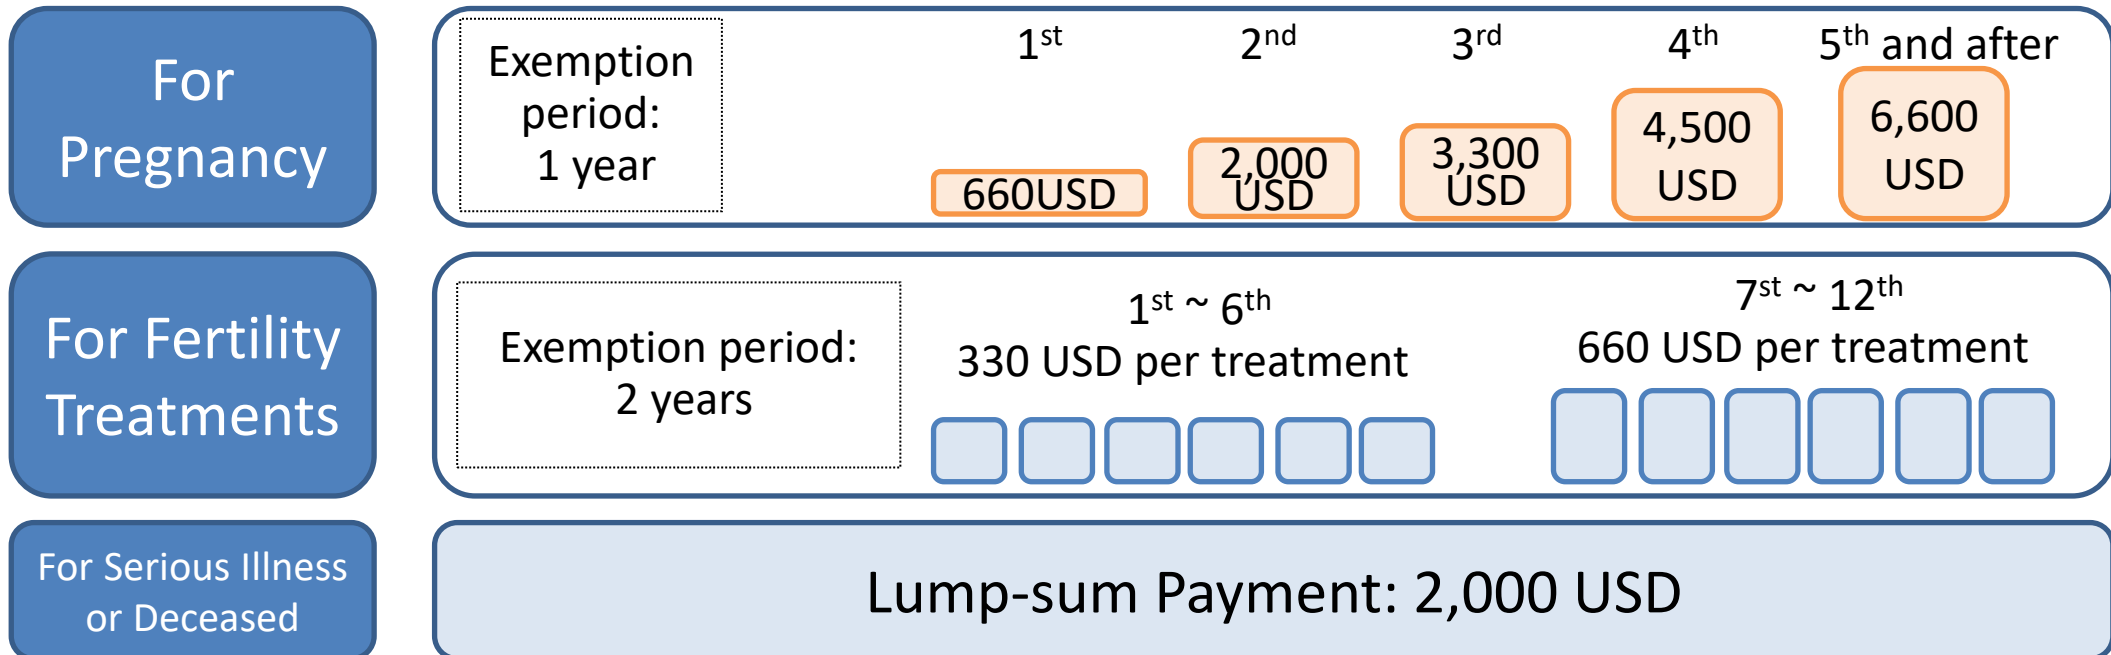 For
Pregnancy
Exemption
period:
1 year
1st
2nd
3rd
4th
5th and after
660USD
2,000
USD
3,300
USD
4,500
USD
6,600
USD
For Fertility
Treatments
Exemption period:
2 years
1st ~ 6th
330 USD per treatment
7st ~ 12th
660 USD per treatment
For Serious Illness
or Deceased
Lump-sum Payment: 2,000 USD